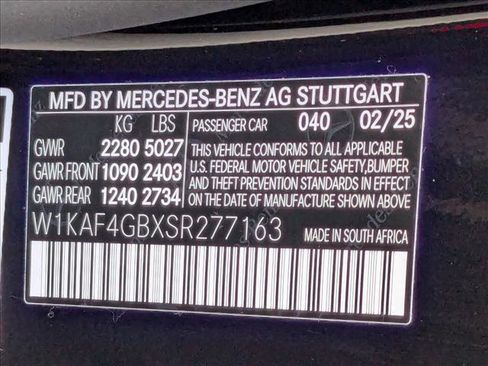 MFD BY MERCEDES-BENZ AG STUTTGART
KG LBS PASSENGER CAR 040 02/25
GVWR 2280 5027
GAWR FRONT 1090 2403
GAWR REAR 1240 2734
THIS VEHICLE CONFORMS TO ALL APPLICABLE
U.S. FEDERAL MOTOR VEHICLE SAFETY, BUMPER
AND THEFT PREVENTION STANDARDS IN EFFECT
ON THE DATE OF MANUFACTURE SHOWN ABOVE.
W1KAF4GBXSR277163 MADE IN SOUTH AFRICA